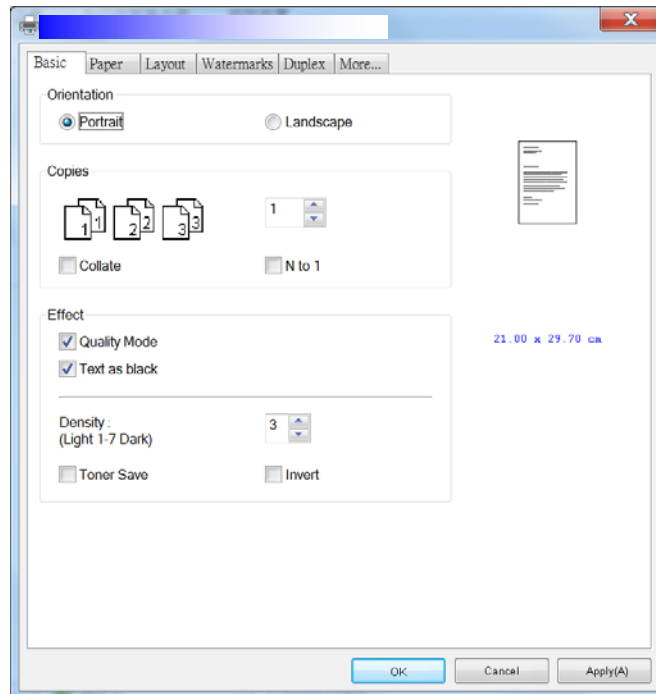 Basic Paper Layout Watermarks Duplex More...
Orientation
Portrait Landscape
Copies
1 1 2 2 3 3 1
Collate N to 1
Effect
Quality Mode
21.00 x 29.70 cm
Text as black
Density : 3
(Light 1-7 Dark)
Toner Save Invert
OK Cancel Apply(A)